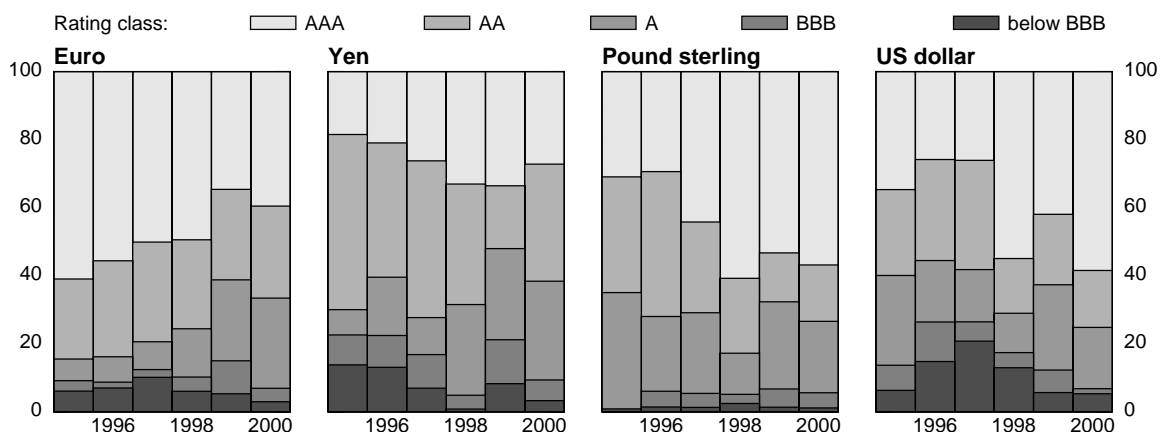 Rating class: AAA AA A BBB below BBB
Euro Yen Pound sterling US dollar
100 100
80 80
60 60
40 40
20 20
0 0
1996 1998 2000 1996 1998 2000 1996 1998 2000 1996 1998 2000